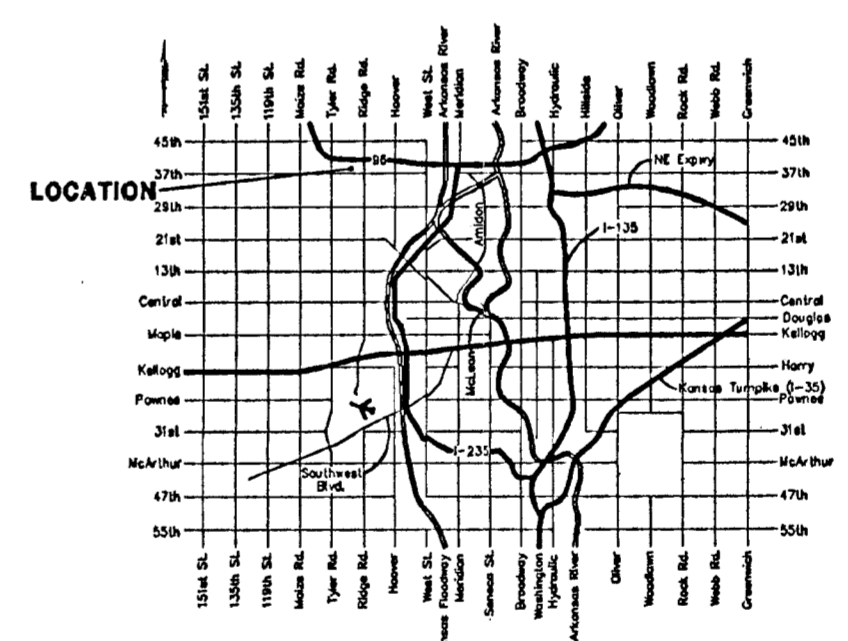 151st St.
135th St.
119th St.
Maize Rd.
Tyler Rd.
Ridge Rd.
Hoover
West St.
Arkansas River
Meridian
Arkansas River
Broadway
Hydraulic
Hillside
Oliver
Woodlawn
Rock Rd.
Webb Rd.
Greenwich
45th
45th
96
NE Expwy
37th
37th
LOCATION
29th
29th
Amidon
I-135
21st
21st
13th
13th
Central
Central
Douglas
Maple
Kellogg
McLean
Kellogg
Harry
Kansas Turnpike (I-35)
Pawnee
Pawnee
31st
31st
I-235
McArthur
McArthur
Southwest
Blvd.
47th
47th
55th
55th
151st St.
135th St.
119th St.
Maize Rd.
Tyler Rd.
Ridge Rd.
Hoover
West St.
nsas Floodway
Meridian
Seneca St.
Broadway
Washington
Hydraulic
Arkansas River
Oliver
Woodlawn
Rock Rd.
Webb Rd.
Greenwich